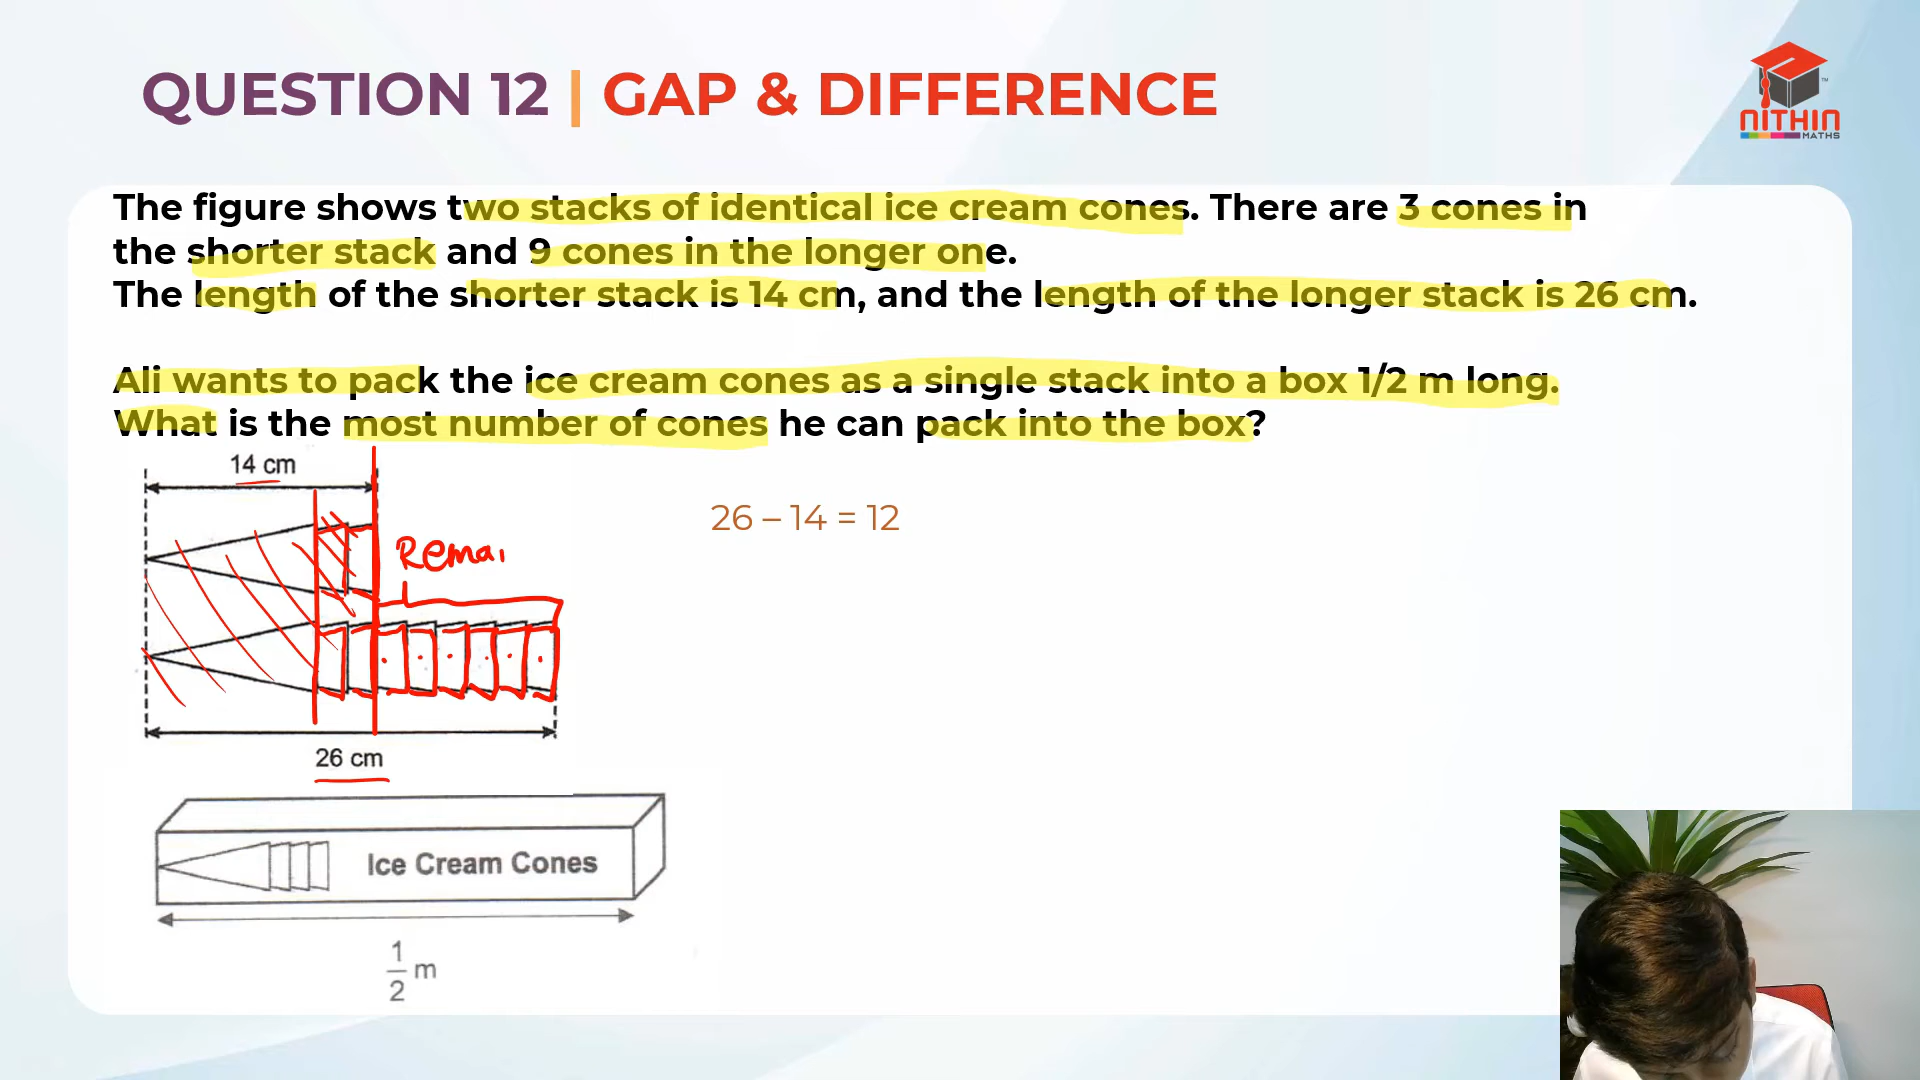 QUESTION 12 | GAP & DIFFERENCE
NITHIN
MATHS
The figure shows two stacks of identical ice cream cones. There are 3 cones in
the shorter stack and 9 cones in the longer one.
The length of the shorter stack is 14 cm, and the length of the longer stack is 26 cm.
Ali wants to pack the ice cream cones as a single stack into a box 1/2 m long.
What is the most number of cones he can pack into the box?
14 cm
26 – 14 = 12
Remai
26 cm
Ice Cream Cones
1/2 m